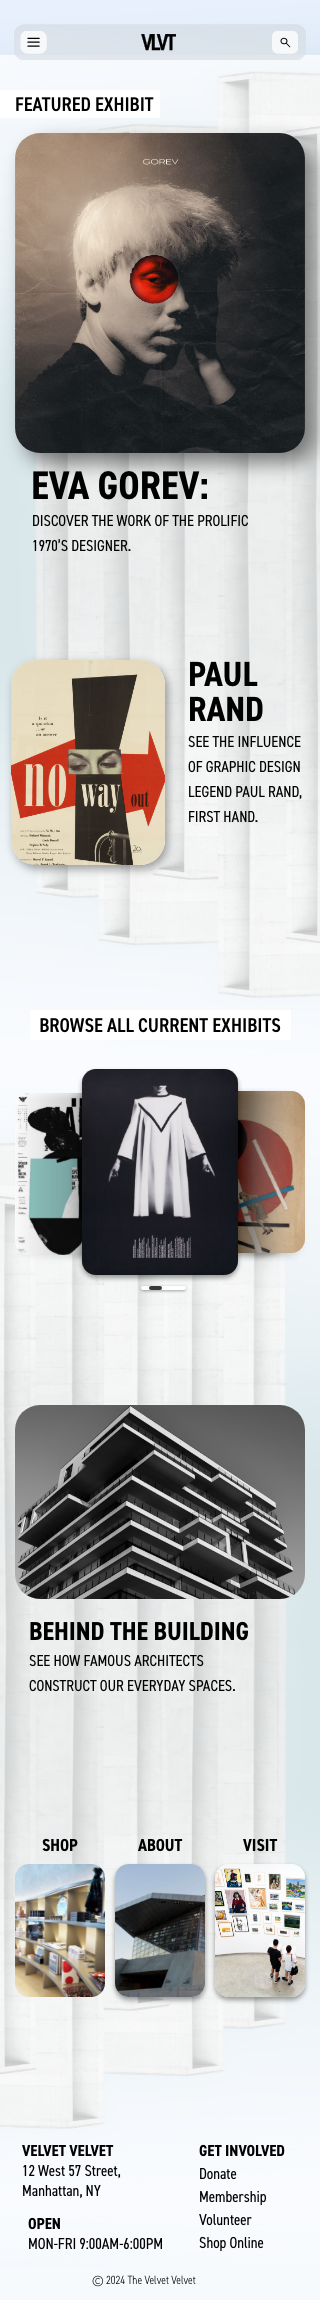 VLVT
FEATURED EXHIBIT
GOREV
EVA GOREV:
DISCOVER THE WORK OF THE PROLIFIC
1970'S DESIGNER.
PAUL
RAND
SEE THE INFLUENCE
OF GRAPHIC DESIGN
LEGEND PAUL RAND,
FIRST HAND.
no
way
out
BROWSE ALL CURRENT EXHIBITS
BEHIND THE BUILDING
SEE HOW FAMOUS ARCHITECTS
CONSTRUCT OUR EVERYDAY SPACES.
SHOP
ABOUT
VISIT
VELVET VELVET
12 West 57 Street,
Manhattan, NY
OPEN
MON-FRI 9:00AM-6:00PM
GET INVOLVED
Donate
Membership
Volunteer
Shop Online
© 2024 The Velvet Velvet